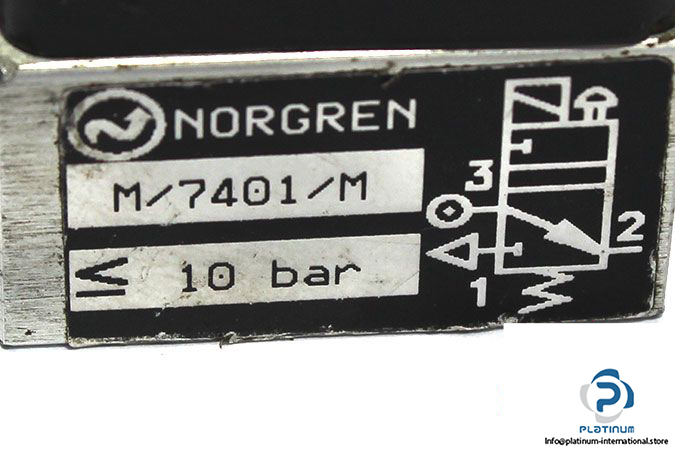 NORGREN
M/7401/M
≤ 10 bar
3
2
1
P
PLATINUM
Info@platinum-international.store